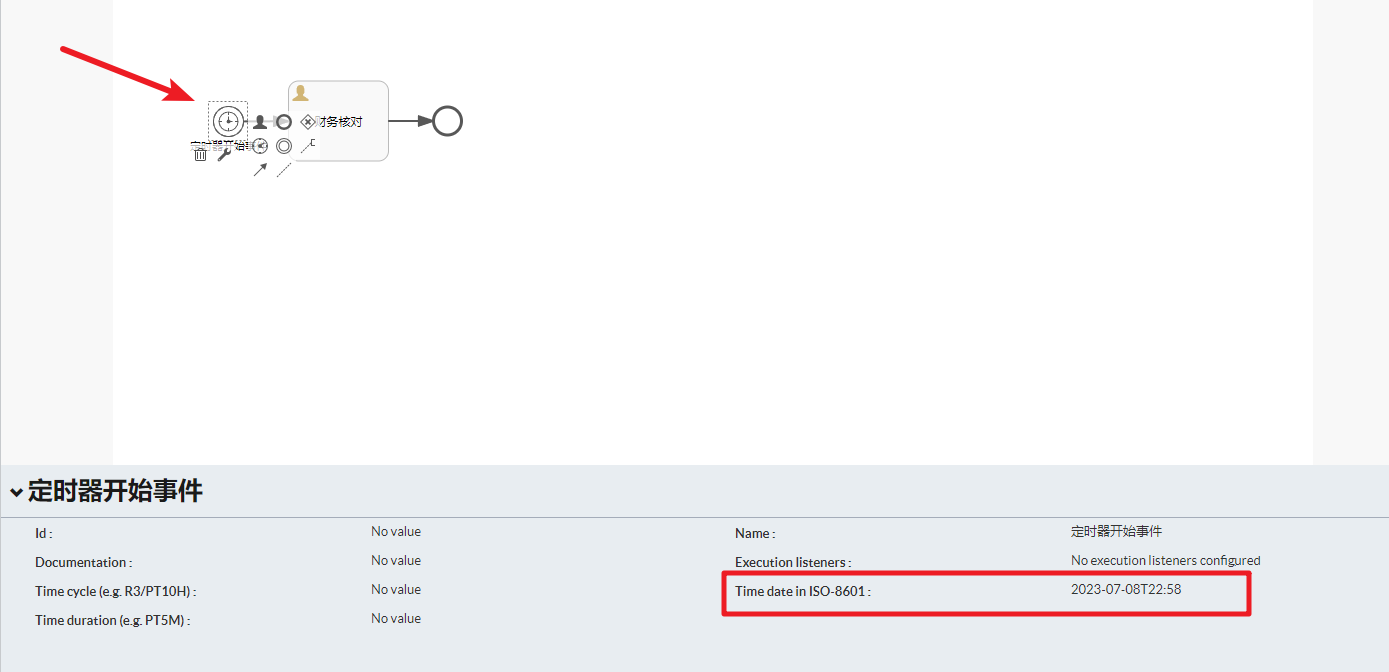 财务核对
定时器开始事
定时器开始事件
Id :
No value
Name :
定时器开始事件
Documentation :
No value
Execution listeners :
No execution listeners configured
Time cycle (e.g. R3/PT10H) :
No value
Time date in ISO-8601 :
2023-07-08T22:58
Time duration (e.g. PT5M) :
No value